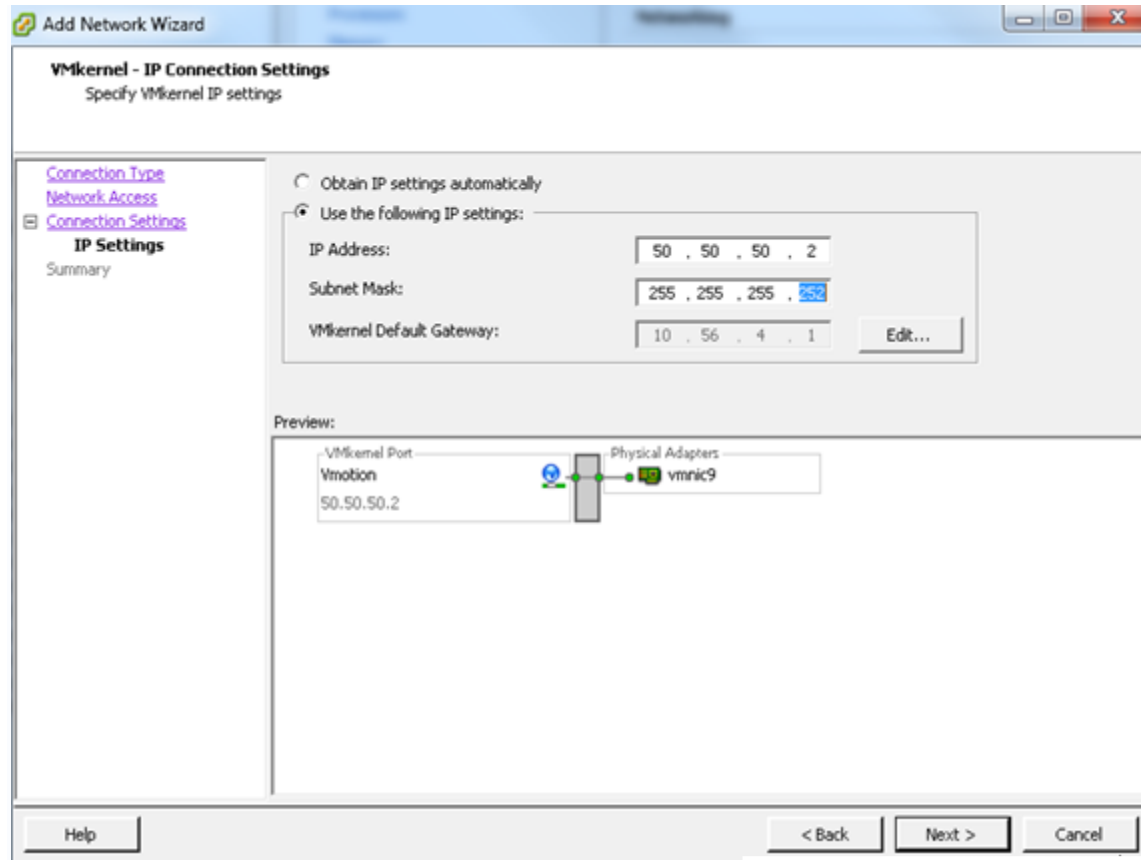 Add Network Wizard
VMkernel - IP Connection Settings
Specify VMkernel IP settings
Connection Type
Network Access
Connection Settings
IP Settings
Summary
Obtain IP settings automatically
Use the following IP settings:
IP Address: 50 . 50 . 50 . 2
Subnet Mask: 255 . 255 . 255 . 252
VMkernel Default Gateway: 10 . 56 . 4 . 1 Edit...
Preview:
VMkernel Port Physical Adapters
Vmotion vmnic9
50.50.50.2
Help < Back Next > Cancel